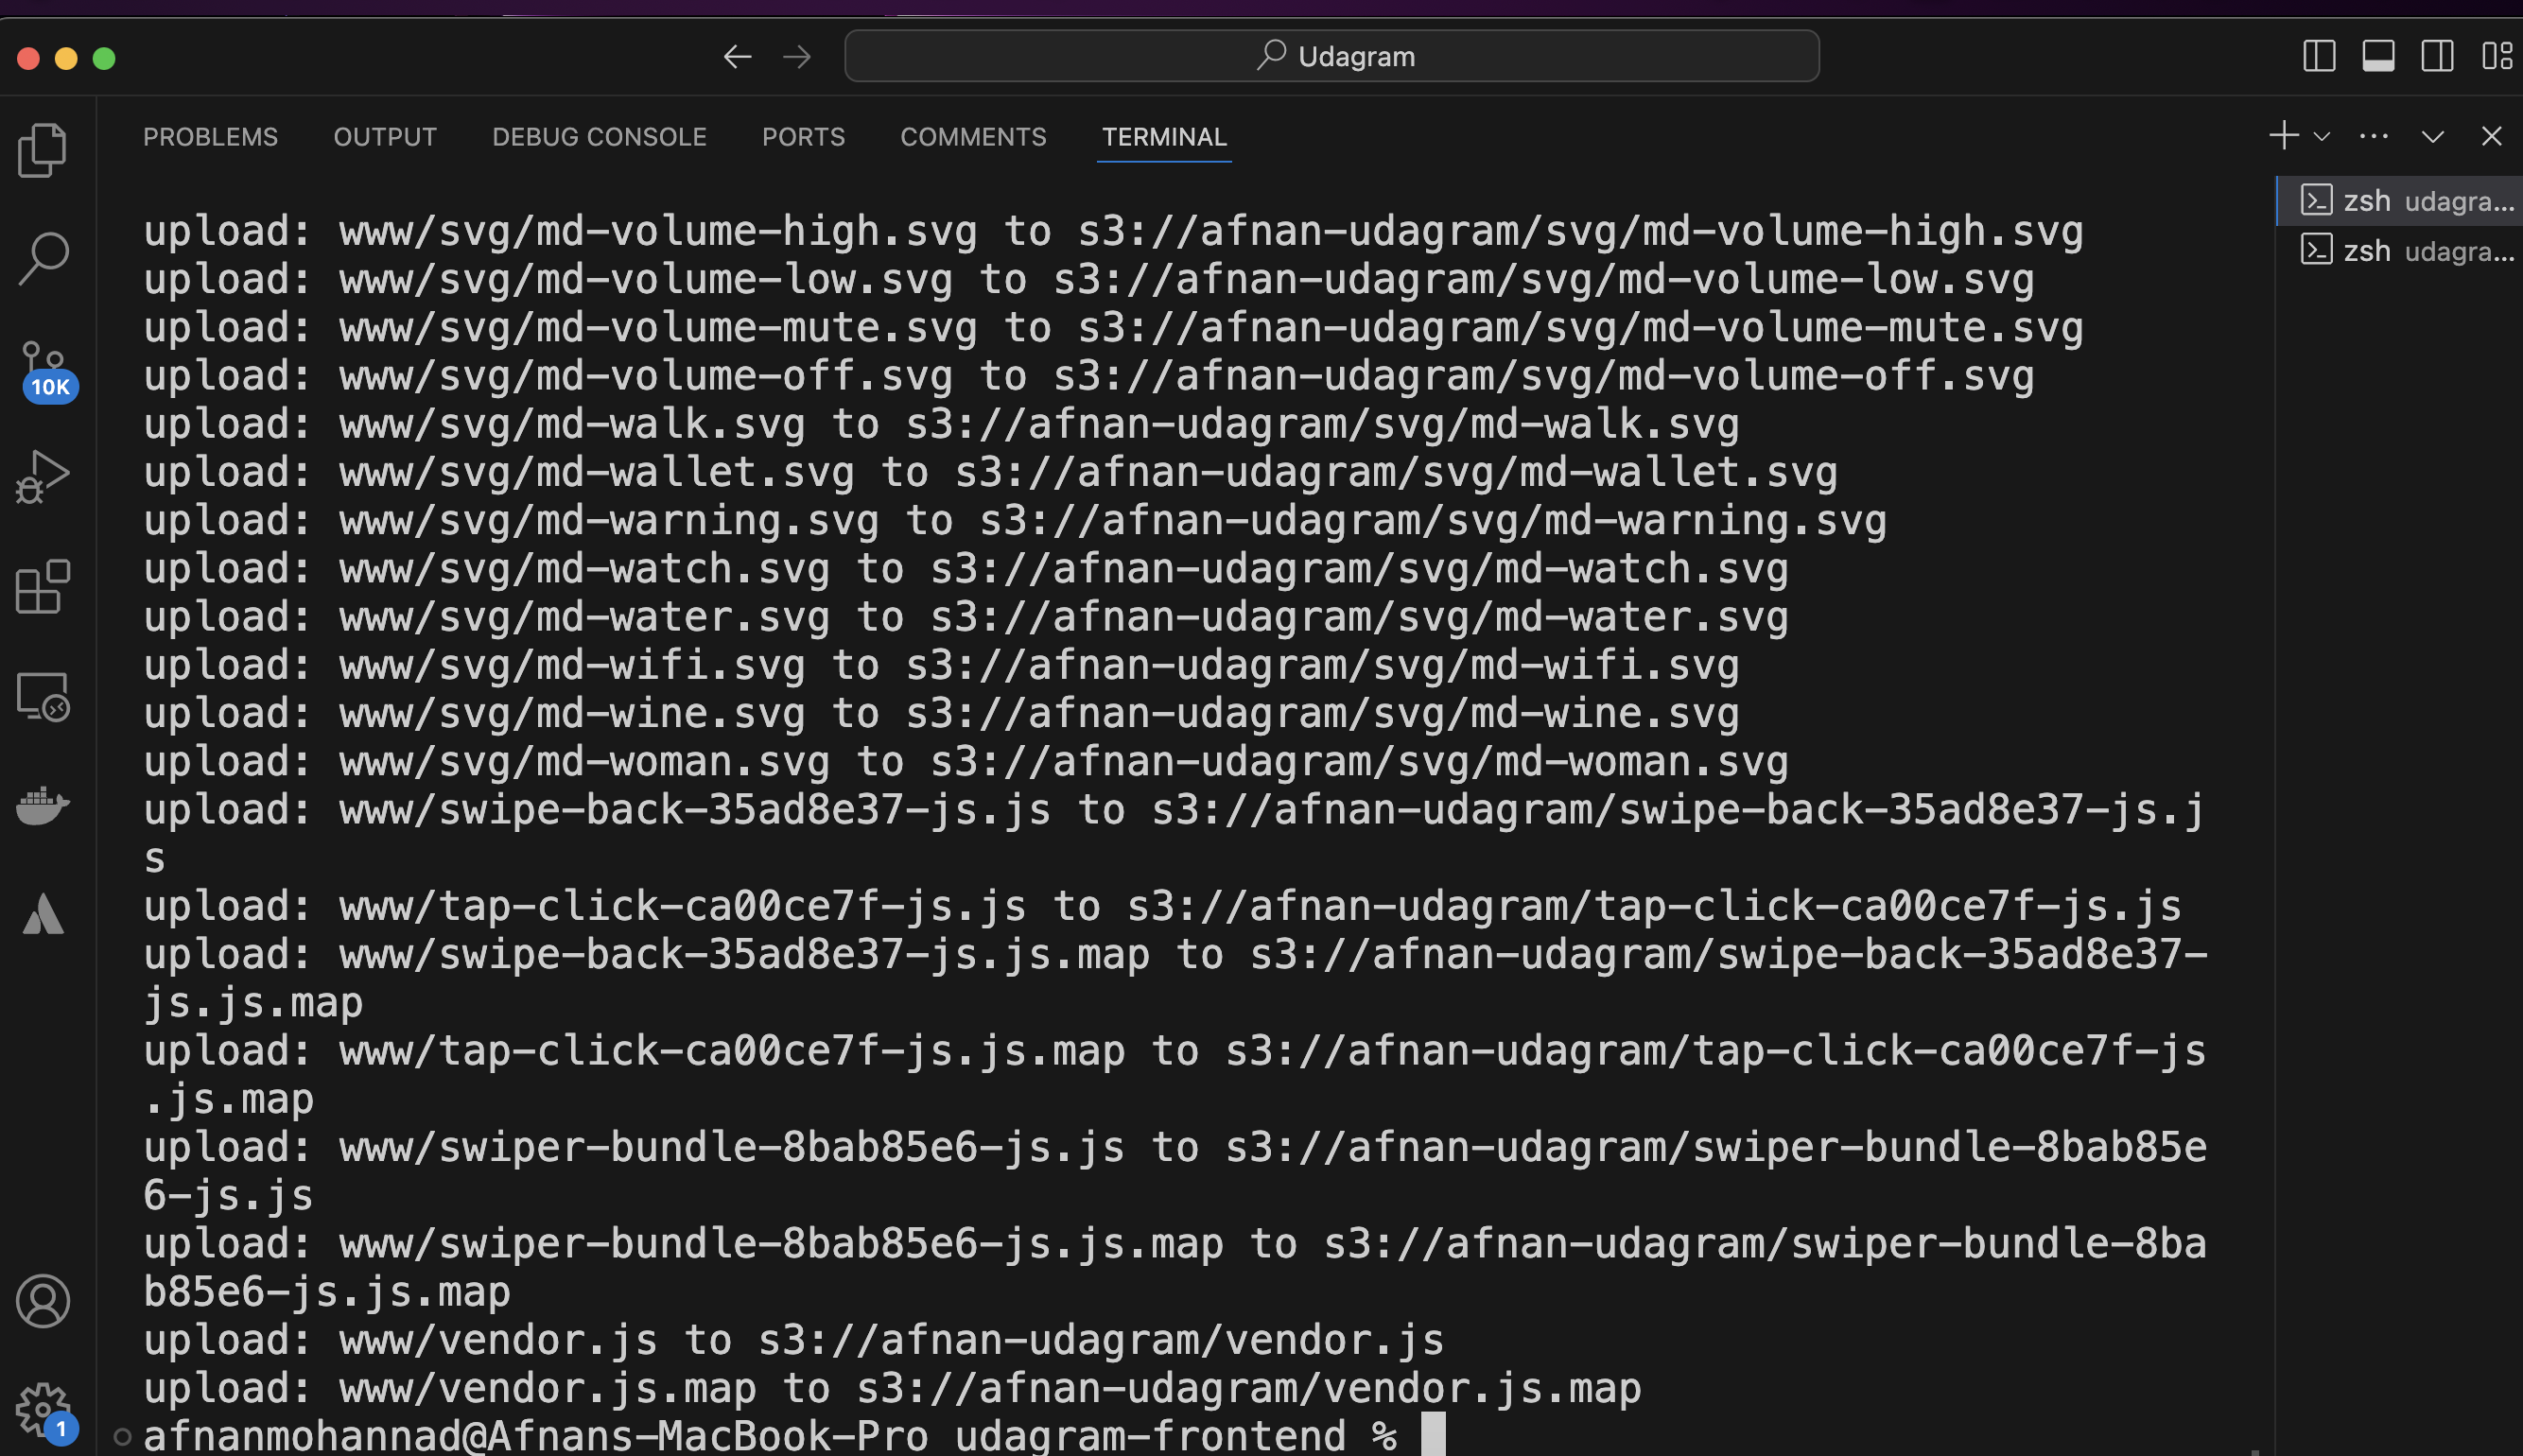 Udagram
PROBLEMS OUTPUT DEBUG CONSOLE PORTS COMMENTS TERMINAL
zsh udagra...
zsh udagra...
10K
1
upload: www/svg/md-volume-high.svg to s3://afnan-udagram/svg/md-volume-high.svg
upload: www/svg/md-volume-low.svg to s3://afnan-udagram/svg/md-volume-low.svg
upload: www/svg/md-volume-mute.svg to s3://afnan-udagram/svg/md-volume-mute.svg
upload: www/svg/md-volume-off.svg to s3://afnan-udagram/svg/md-volume-off.svg
upload: www/svg/md-walk.svg to s3://afnan-udagram/svg/md-walk.svg
upload: www/svg/md-wallet.svg to s3://afnan-udagram/svg/md-wallet.svg
upload: www/svg/md-warning.svg to s3://afnan-udagram/svg/md-warning.svg
upload: www/svg/md-watch.svg to s3://afnan-udagram/svg/md-watch.svg
upload: www/svg/md-water.svg to s3://afnan-udagram/svg/md-water.svg
upload: www/svg/md-wifi.svg to s3://afnan-udagram/svg/md-wifi.svg
upload: www/svg/md-wine.svg to s3://afnan-udagram/svg/md-wine.svg
upload: www/svg/md-woman.svg to s3://afnan-udagram/svg/md-woman.svg
upload: www/swipe-back-35ad8e37-js.js to s3://afnan-udagram/swipe-back-35ad8e37-js.j
s
upload: www/tap-click-ca00ce7f-js.js to s3://afnan-udagram/tap-click-ca00ce7f-js.js
upload: www/swipe-back-35ad8e37-js.js.map to s3://afnan-udagram/swipe-back-35ad8e37-
js.js.map
upload: www/tap-click-ca00ce7f-js.js.map to s3://afnan-udagram/tap-click-ca00ce7f-js
.js.map
upload: www/swiper-bundle-8bab85e6-js.js to s3://afnan-udagram/swiper-bundle-8bab85e
6-js.js
upload: www/swiper-bundle-8bab85e6-js.js.map to s3://afnan-udagram/swiper-bundle-8ba
b85e6-js.js.map
upload: www/vendor.js to s3://afnan-udagram/vendor.js
upload: www/vendor.js.map to s3://afnan-udagram/vendor.js.map
afnanmohannad@Afnans-MacBook-Pro udagram-frontend %